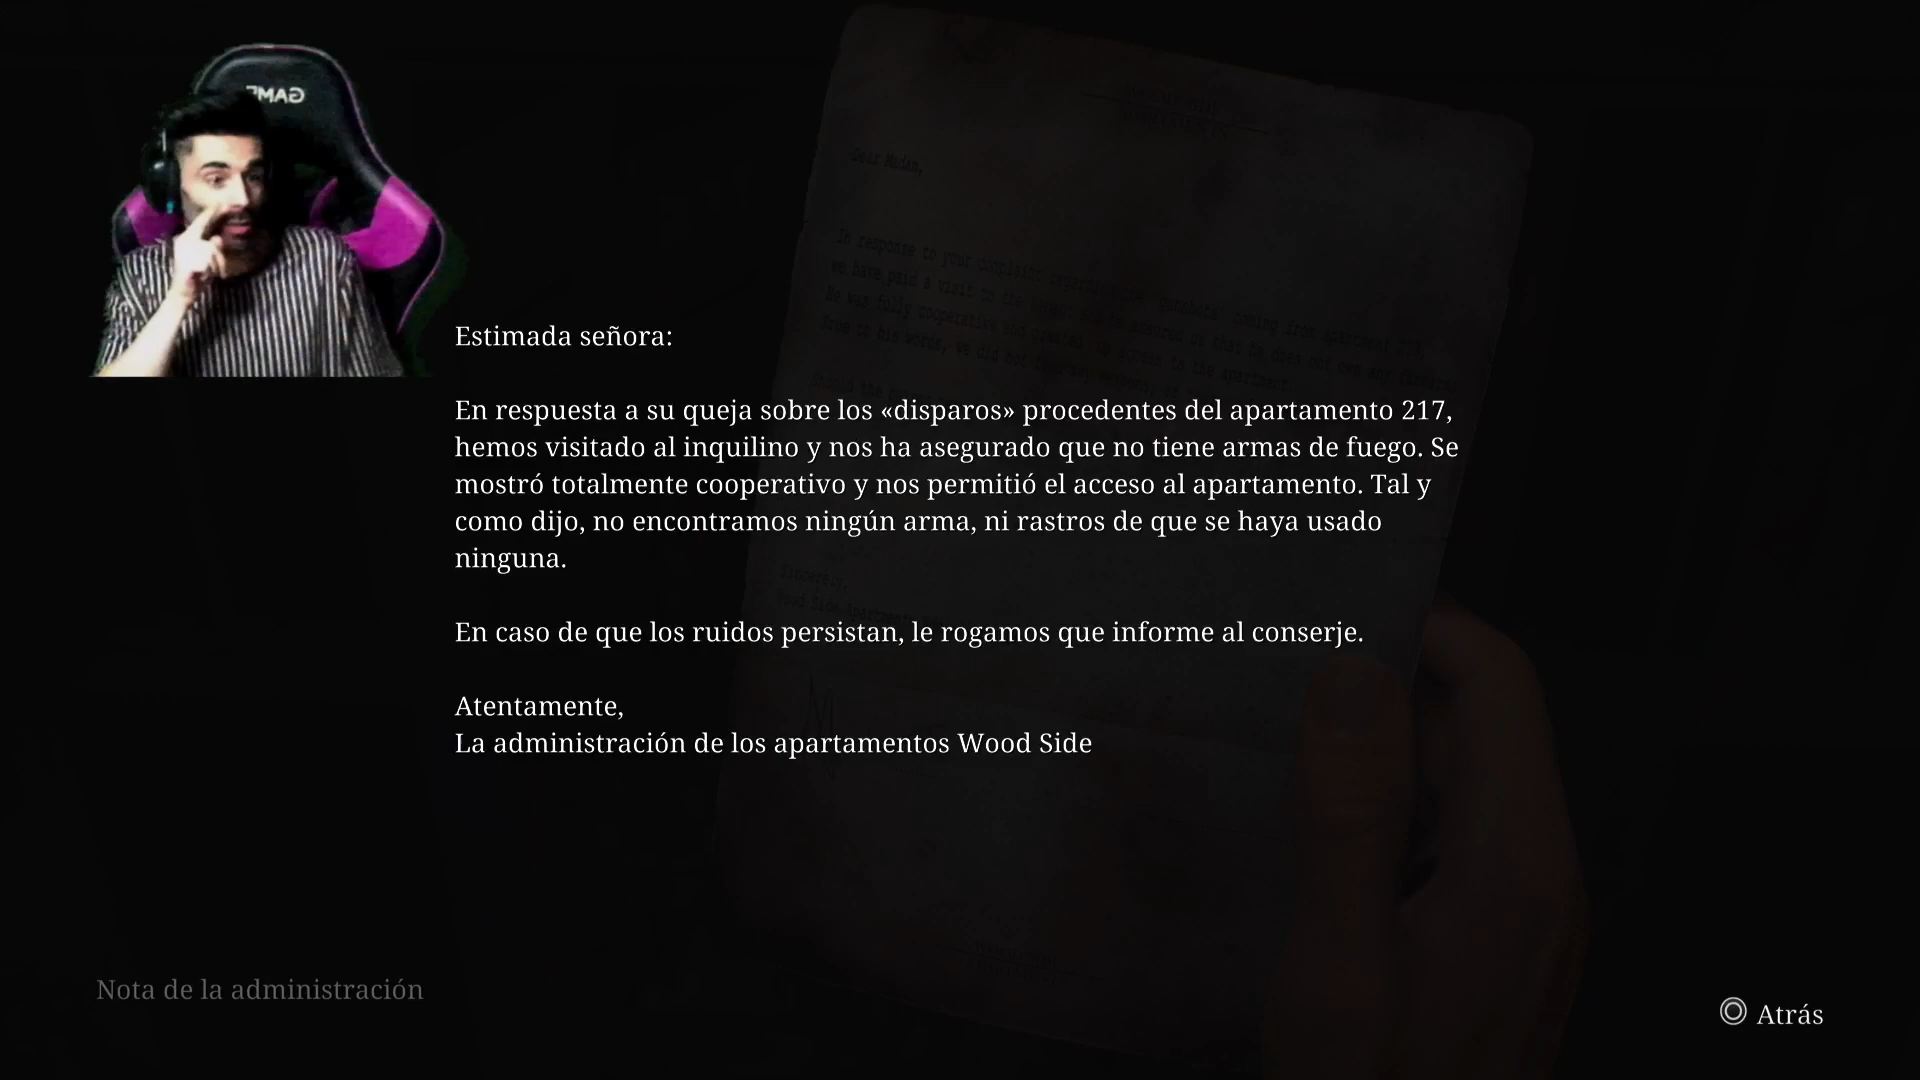 GAME
Estimada señora:
En respuesta a su queja sobre los «disparos» procedentes del apartamento 217,
hemos visitado al inquilino y nos ha asegurado que no tiene armas de fuego. Se
mostró totalmente cooperativo y nos permitió el acceso al apartamento. Tal y
como dijo, no encontramos ningún arma, ni rastros de que se haya usado
ninguna.
En caso de que los ruidos persistan, le rogamos que informe al conserje.
Atentamente,
La administración de los apartamentos Wood Side
Dear Madam,
Nota de la administración
Atrás